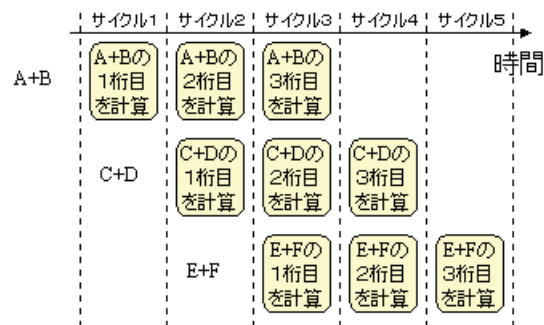 サイクル1 サイクル2 サイクル3 サイクル4 サイクル5
時間
A+B
A+Bの
1桁目
を計算
A+Bの
2桁目
を計算
A+Bの
3桁目
を計算
C+D
C+Dの
1桁目
を計算
C+Dの
2桁目
を計算
C+Dの
3桁目
を計算
E+F
E+Fの
1桁目
を計算
E+Fの
2桁目
を計算
E+Fの
3桁目
を計算